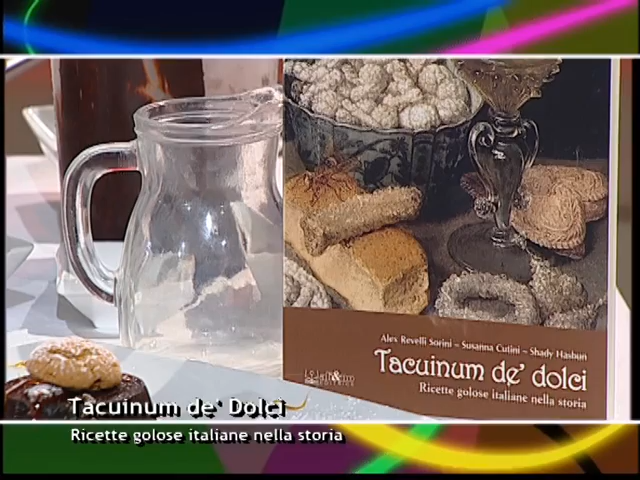 Alex Revelli Sorini - Susanna Cutini - Shady Hasbun
Tacuinum de' dolci
Ricette golose italiane nella storia
Tacuinum de' Dolci
Ricette golose italiane nella storia